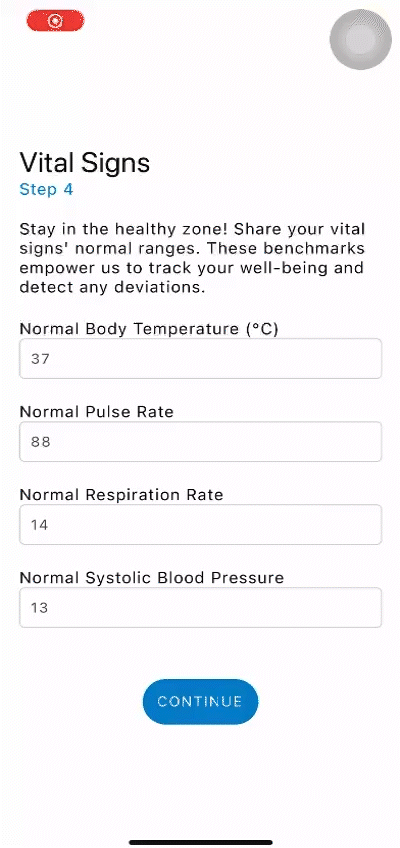 Vital Signs
Step 4
Stay in the healthy zone! Share your vital
signs' normal ranges. These benchmarks
empower us to track your well-being and
detect any deviations.
Normal Body Temperature (°C)
37
Normal Pulse Rate
88
Normal Respiration Rate
14
Normal Systolic Blood Pressure
13
CONTINUE